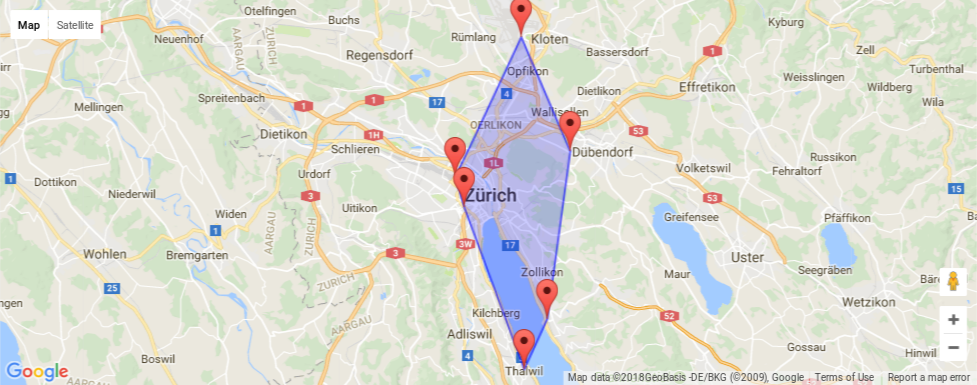 Map Satellite
Otelfingen
Buchs
Kyburg
Neuenhof
AARGAU
ZÜRICH
Rümlang
Kloten
Bassersdorf
Zell
Regensdorf
Opfikon
Weisslingen
Turbenthal
Spreitenbach
Dietlikon
Effretikon
Wildberg
Wila
Mellingen
1
1
17
4
1
Wallisellen
OERLIKON
Dietikon
1H
53
Schlieren
Dübendorf
Russikon
1L
Volketswil
Fehraltorf
Urdorf
1
Dottikon
Niederwil
3
Zürich
53
15
Uitikon
Widen
Greifensee
Pfäffikon
1
AARGAU
ZÜRICH
3W
17
Wohlen
Bremgarten
3
Uster
Zollikon
Maur
Seegräben
25
ZURICH
AARGAU
Kilchberg
52
Wetzikon
Adliswil
Boswil
4
Gossau
Hinwil
Thalwil
Google
Map data ©2018GeoBasis-DE/BKG (©2009), Google Terms of Use Report a map error